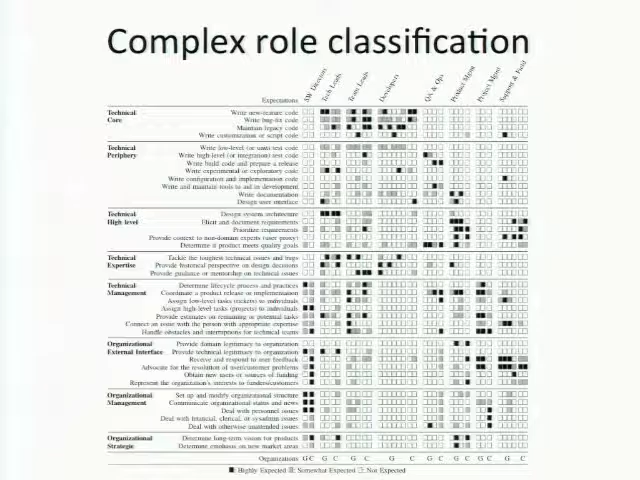 Complex role classification
Expectations SW Directors Tech Leads Team Leads Developers QA & Ops Product Mgmt Project Mgmt Support & Field
Technical Write new-feature code
Core Write bug-fix code
Maintain legacy code
Write customization or script code
Technical Write low-level (or unit) test code
Periphery Write high-level (or integration) test code
Write build code and prepare a release
Write experimental or exploratory code
Write configuration and implementation code
Write and maintain tools to aid in development
Write documentation
Design user interface
Technical Design system architecture
High level Elicit and document requirements
Prioritize requirements
Provide context to non-domain experts (user proxy)
Determine if product meets quality goals
Technical Tackle the toughest technical issues and bugs
Expertise Provide historical perspective on design decisions
Provide guidance or mentorship on technical issues
Technical Determine lifecycle process and practices
Management Coordinate a product release or implementation
Assign low-level tasks (tickets) to individuals
Assign high-level tasks (projects) to individuals
Provide estimates on remaining or potential tasks
Connect an issue with the person with appropriate expertise
Handle obstacles and interruptions for technical teams
Organizational Provide domain legitimacy to organization
External Interface Provide technical legitimacy to organization
Receive and respond to user feedback
Advocate for the resolution of user/customer problems
Obtain new users or sources of funding
Represent the organization's interests to funders/customers
Organizational Set up and modify organizational structure
Management Communicate organizational status and news
Deal with personnel issues
Deal with financial, clerical, or sysadmin issues
Deal with otherwise unattended issues
Organizational Determine long-term vision for products
Strategic Determine emphasis on new market areas
Organizations G C G C G C G C G C G C G C G C
Highly Expected Somewhat Expected Not Expected